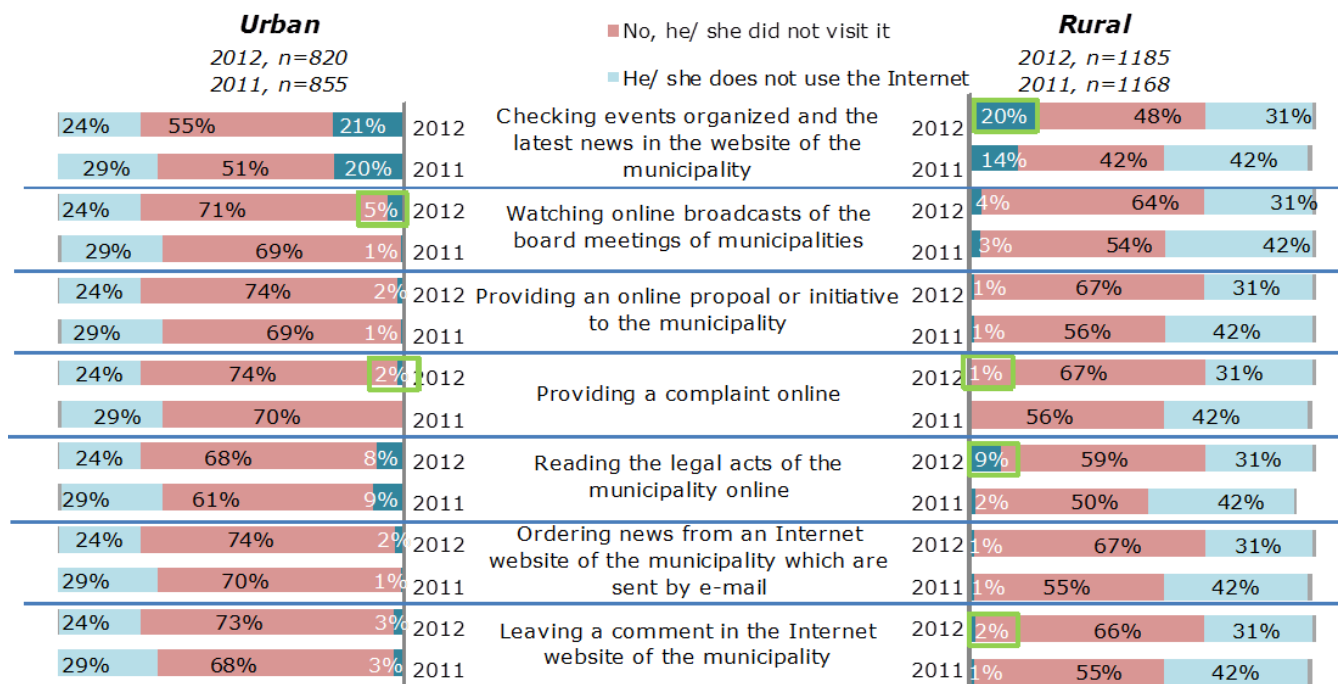 Urban
2012, n=820
2011, n=855
No, he/ she did not visit it
He/ she does not use the Internet
Rural
2012, n=1185
2011, n=1168
24% 55% 21% 2012
29% 51% 20% 2011
Checking events organized and the
latest news in the website of the
municipality
2012 20% 48% 31%
2011 14% 42% 42%
24% 71% 5% 2012
29% 69% 1% 2011
Watching online broadcasts of the
board meetings of municipalities
2012 4% 64% 31%
2011 3% 54% 42%
24% 74% 2% 2012
29% 69% 1% 2011
Providing an online propoal or initiative
to the municipality
2012 1% 67% 31%
2011 1% 56% 42%
24% 74% 2% 2012
29% 70% 2011
Providing a complaint online
2012 1% 67% 31%
2011 56% 42%
24% 68% 8% 2012
29% 61% 9% 2011
Reading the legal acts of the
municipality online
2012 9% 59% 31%
2011 2% 50% 42%
24% 74% 2% 2012
29% 70% 1% 2011
Ordering news from an Internet
website of the municipality which are
sent by e-mail
2012 1% 67% 31%
2011 1% 55% 42%
24% 73% 3% 2012
29% 68% 3% 2011
Leaving a comment in the Internet
website of the municipality
2012 2% 66% 31%
2011 1% 55% 42%